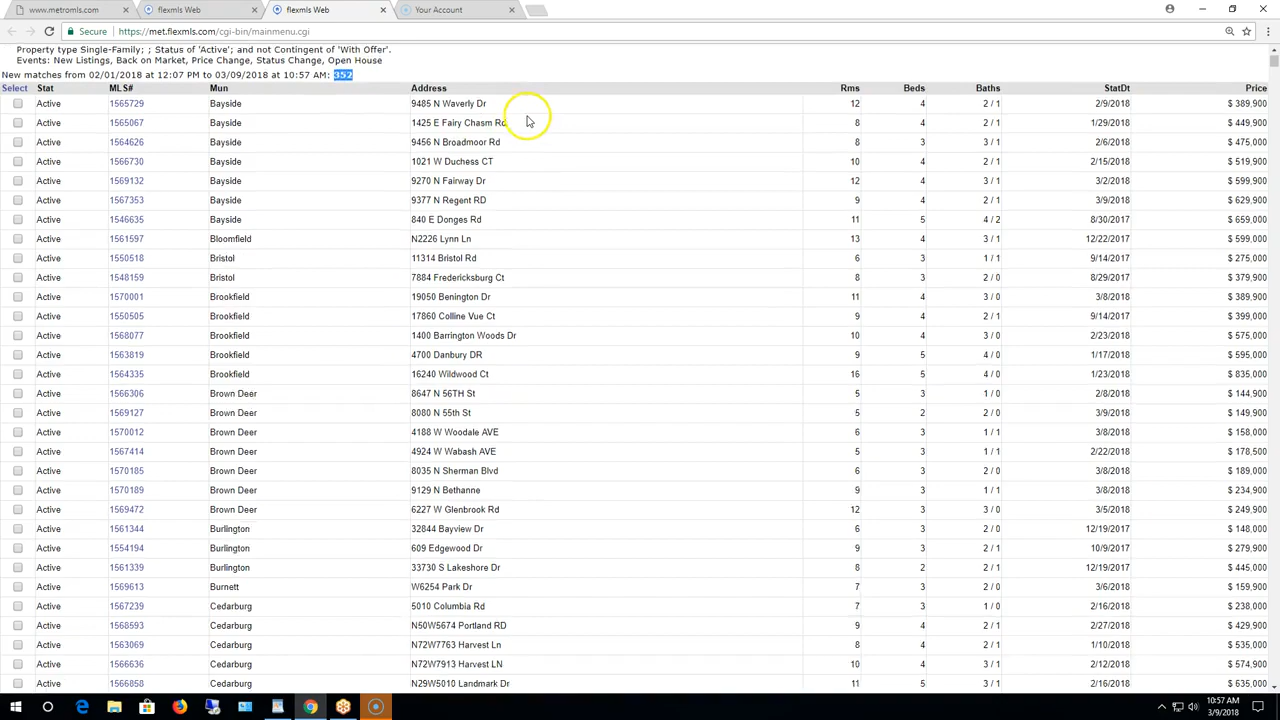 www.metromls.com
flexmls Web
flexmls Web
Your Account
Secure
https://met.flexmls.com/cgi-bin/mainmenu.cgi
Property type Single-Family; ; Status of 'Active'; and not Contingent of 'With Offer'.
Events: New Listings, Back on Market, Price Change, Status Change, Open House
New matches from 02/01/2018 at 12:07 PM to 03/09/2018 at 10:57 AM: 352
Select Stat MLS# Mun Address Rms Beds Baths StatDt Price
Active 1565729 Bayside 9485 N Waverly Dr 12 4 2 / 1 2/9/2018 $ 389,900
Active 1565067 Bayside 1425 E Fairy Chasm Rd 8 4 2 / 1 1/29/2018 $ 449,900
Active 1564626 Bayside 9456 N Broadmoor Rd 8 3 3 / 1 2/6/2018 $ 475,000
Active 1566730 Bayside 1021 W Duchess CT 10 4 2 / 1 2/15/2018 $ 519,900
Active 1569132 Bayside 9270 N Fairway Dr 12 4 3 / 1 3/2/2018 $ 599,900
Active 1567353 Bayside 9377 N Regent RD 9 4 2 / 1 3/9/2018 $ 629,900
Active 1546635 Bayside 840 E Donges Rd 11 5 4 / 2 8/30/2017 $ 659,000
Active 1561597 Bloomfield N2226 Lynn Ln 13 4 3 / 1 12/22/2017 $ 599,000
Active 1550518 Bristol 11314 Bristol Rd 6 3 1 / 1 9/14/2017 $ 275,000
Active 1548159 Bristol 7884 Fredericksburg Ct 8 3 2 / 0 8/29/2017 $ 379,900
Active 1570001 Brookfield 19050 Benington Dr 11 4 3 / 0 3/8/2018 $ 389,900
Active 1550505 Brookfield 17860 Colline Vue Ct 9 4 2 / 1 9/14/2017 $ 399,000
Active 1568077 Brookfield 1400 Barrington Woods Dr 10 4 3 / 0 2/23/2018 $ 575,000
Active 1563819 Brookfield 4700 Danbury DR 9 5 4 / 0 1/17/2018 $ 595,000
Active 1564335 Brookfield 16240 Wildwood Ct 16 5 4 / 0 1/23/2018 $ 835,000
Active 1566306 Brown Deer 8647 N 56TH St 5 3 1 / 0 2/8/2018 $ 144,900
Active 1569127 Brown Deer 8080 N 55th St 5 2 2 / 0 3/9/2018 $ 149,900
Active 1570012 Brown Deer 4188 W Woodale AVE 6 3 1 / 1 3/8/2018 $ 158,000
Active 1567414 Brown Deer 4924 W Wabash AVE 5 3 1 / 1 2/22/2018 $ 178,500
Active 1570185 Brown Deer 8035 N Sherman Blvd 6 3 2 / 0 3/8/2018 $ 189,000
Active 1570189 Brown Deer 9129 N Bethanne 9 3 1 / 1 3/8/2018 $ 234,900
Active 1569472 Brown Deer 6227 W Glenbrook Rd 12 3 3 / 0 3/5/2018 $ 249,900
Active 1561344 Burlington 32844 Bayview Dr 6 3 2 / 0 12/19/2017 $ 148,000
Active 1554194 Burlington 609 Edgewood Dr 9 3 2 / 0 10/9/2017 $ 279,900
Active 1561339 Burlington 33730 S Lakeshore Dr 8 2 2 / 1 12/19/2017 $ 445,000
Active 1569613 Burnett W6254 Park Dr 7 3 2 / 0 3/6/2018 $ 159,900
Active 1567239 Cedarburg 5010 Columbia Rd 7 3 1 / 0 2/16/2018 $ 238,000
Active 1568593 Cedarburg N50W5674 Portland RD 9 4 2 / 1 2/27/2018 $ 429,900
Active 1563069 Cedarburg N72W7763 Harvest Ln 8 4 2 / 1 1/10/2018 $ 535,000
Active 1566636 Cedarburg N72W7913 Harvest LN 10 4 3 / 1 2/12/2018 $ 574,900
Active 1566858 Cedarburg N29W5010 Landmark Dr 11 5 3 / 1 2/16/2018 $ 635,000
10:57 AM
3/9/2018